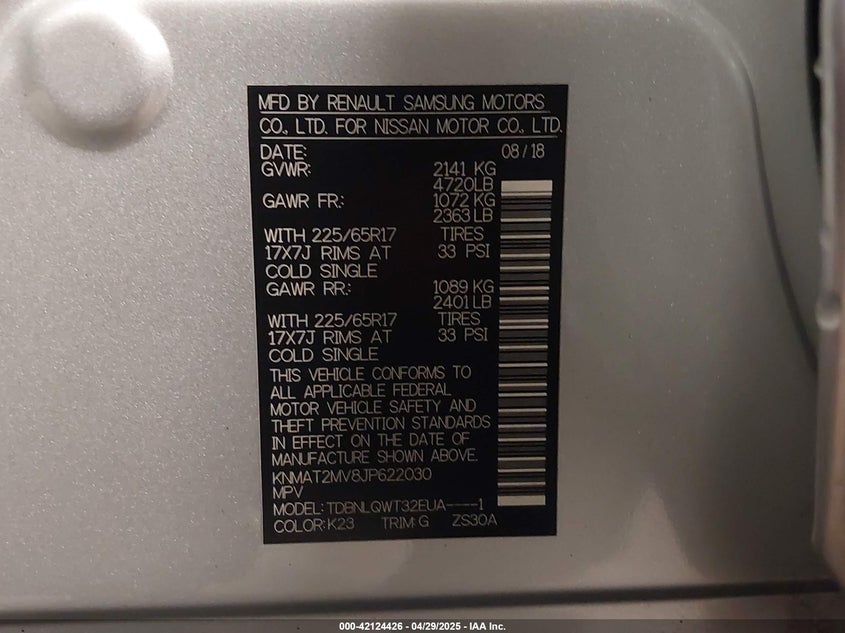 MFD BY RENAULT SAMSUNG MOTORS
CO., LTD. FOR NISSAN MOTOR CO., LTD.
DATE: 08/18
GVWR: 2141 KG
4720LB
GAWR FR.: 1072 KG
2363 LB
WITH 225/65R17 TIRES
17X7J RIMS AT 33 PSI
COLD SINGLE
GAWR RR.: 1089 KG
2401 LB
WITH 225/65R17 TIRES
17X7J RIMS AT 33 PSI
COLD SINGLE
THIS VEHICLE CONFORMS TO
ALL APPLICABLE FEDERAL
MOTOR VEHICLE SAFETY AND
THEFT PREVENTION STANDARDS
IN EFFECT ON THE DATE OF
MANUFACTURE SHOWN ABOVE.
KNMAT2MV8JP622030
MPV
MODEL: TDBNLQWT32EUA----1
COLOR: K23 TRIM: G ZS30A
000-42124426 - 04/29/2025 - IAA Inc.